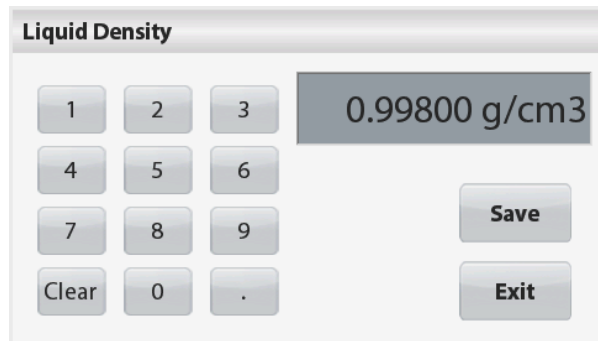 Liquid Density
0.99800 g/cm3
1 2 3
4 5 6
7 8 9
Clear 0 .
Save
Exit